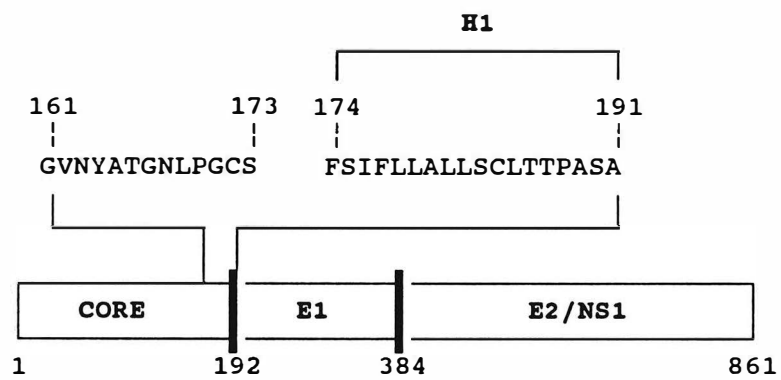 H1
161 173 174 191
GVNYATGNLPGCS FSIFLLALLSCLTTPASA
CORE E1 E2/NS1
1 192 384 861